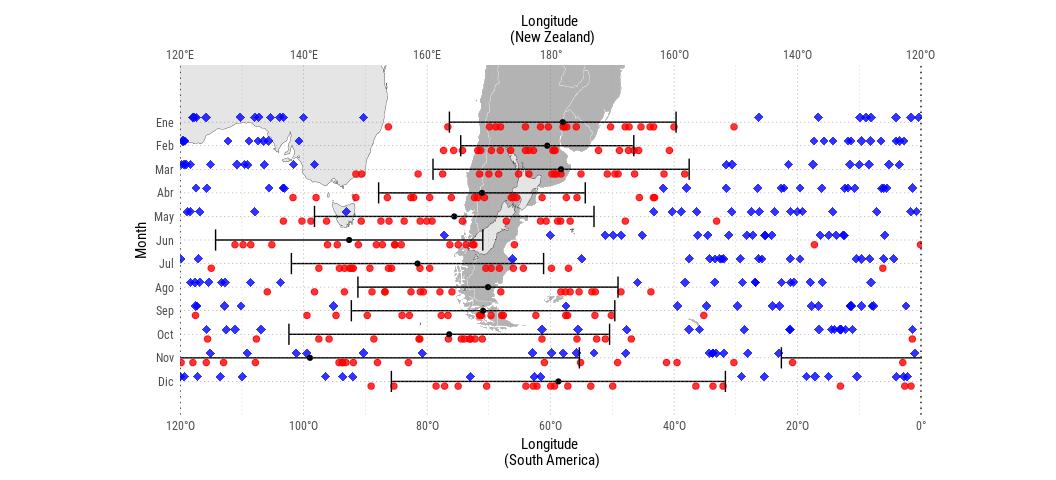 Longitude
(New Zealand)
120°E 140°E 160°E 180° 160°O 140°O 120°O
Month
Ene
Feb
Mar
Abr
May
Jun
Jul
Ago
Sep
Oct
Nov
Dic
120°O 100°O 80°O 60°O 40°O 20°O 0°
Longitude
(South America)